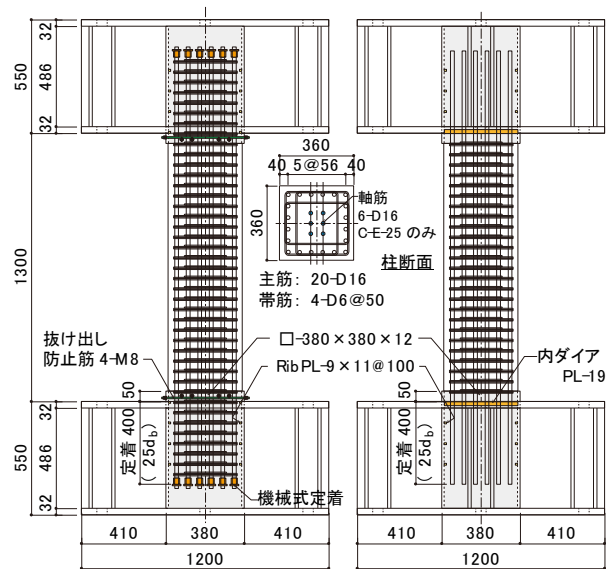 32
550
486
32
1300
360
40 5@56 40
360
軸筋
6-D16
C-E-25 のみ
柱断面
主筋: 20-D16
帯筋: 4-D6@50
抜け出し
防止筋 4-M8
□-380×380×12
RibPL-9×11@100
内ダイア
PL-19
50
50
32
550
486
32
定着 400
(25db)
定着 400
(25db)
機械式定着
410 380 410
1200
410 380 410
1200